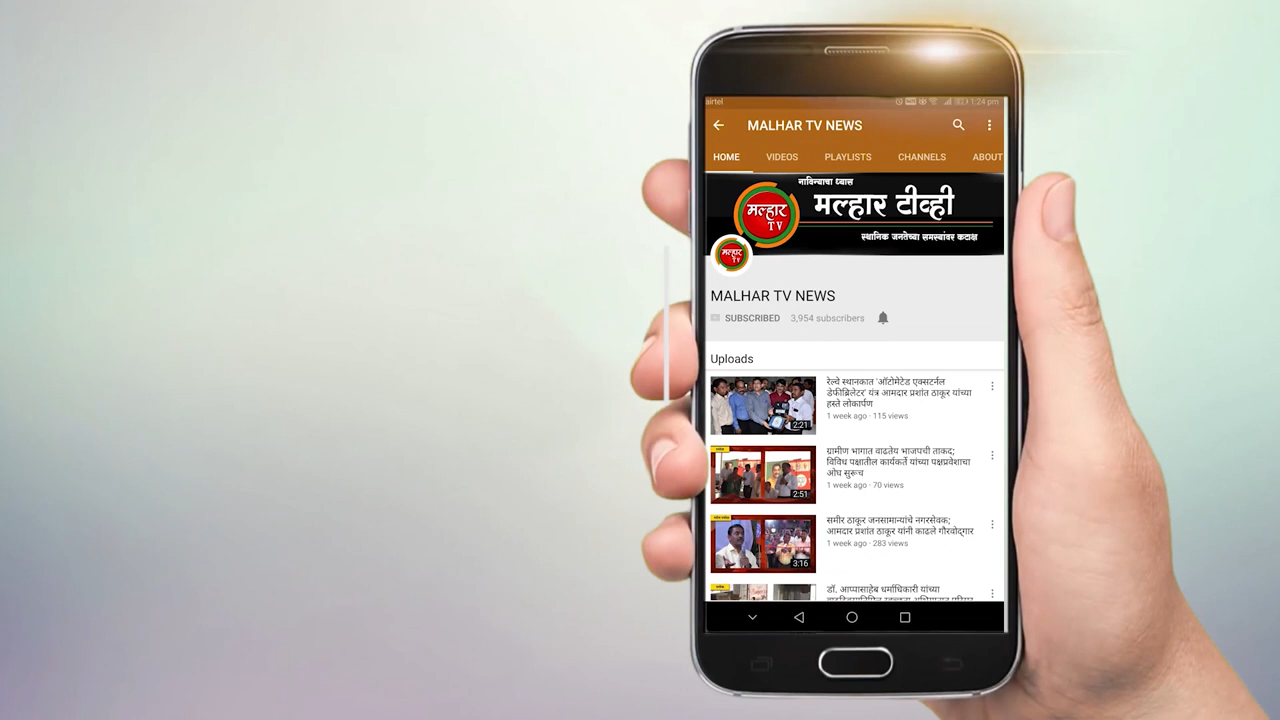 airtel
1:24 pm
MALHAR TV NEWS
HOME VIDEOS PLAYLISTS CHANNELS ABOUT
नाविन्याचा ध्यास
मल्हार टीव्ही
मल्हार
TV
स्थानिक जनतेच्या समस्यांवर कटाक्ष
मल्हार
TV
MALHAR TV NEWS
SUBSCRIBED 3,954 subscribers
Uploads
रेल्वे स्थानकात 'ऑटोमेटेड एक्सटर्नल
डेफीब्रिलेटर' यंत्र आमदार प्रशांत ठाकूर यांच्या
हस्ते लोकार्पण
1 week ago · 115 views
2:21
ग्रामीण भागात वाढतेय भाजपची ताकद;
विविध पक्षातील कार्यकर्ते यांच्या पक्षप्रवेशाचा
ओघ सुरूच
1 week ago · 70 views
2:51
समीर ठाकूर जनसामान्यांचे नगरसेवक;
आमदार प्रशांत ठाकूर यांनी काढले गौरवोद्गार
1 week ago · 283 views
3:16
डॉ. आप्पासाहेब धर्माधिकारी यांच्या